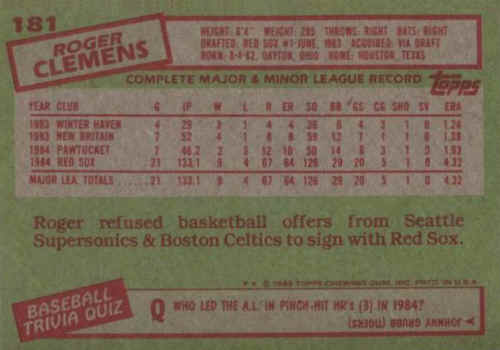 181
ROGER
CLEMENS
HEIGHT: 6'4" WEIGHT: 205 THROWS: RIGHT BATS: RIGHT
DRAFTED: RED SOX #1-JUNE, 1983 ACQUIRED: VIA DRAFT
BORN: 8-4-62, DAYTON, OHIO HOME: HOUSTON, TEXAS
COMPLETE MAJOR & MINOR LEAGUE RECORD
Topps
YEAR CLUB G IP W L R ER SO BB GS CG SHO SV ERA
1983 WINTER HAVEN 4 29 3 1 4 4 36 0 4 3 1 0 1.24
1983 NEW BRITAIN 7 52 4 1 8 8 59 12 7 1 1 0 1.38
1984 PAWTUCKET 7 46.2 2 3 12 10 50 14 6 3 1 0 1.93
1984 RED SOX 21 133.1 9 4 67 64 126 29 20 5 1 0 4.32
MAJOR LEA. TOTALS 21 133.1 9 4 67 64 126 29 20 5 1 0 4.32
Roger refused basketball offers from Seattle
Supersonics & Boston Celtics to sign with Red Sox.
© 1985 TOPPS CHEWING GUM, INC. PRTD. IN U.S.A.
BASEBALL
TRIVIA QUIZ
Q WHO LED THE A.L. IN PINCH-HIT HR's (3) IN 1984?
A JOHNNY GRUBB (TIGERS)